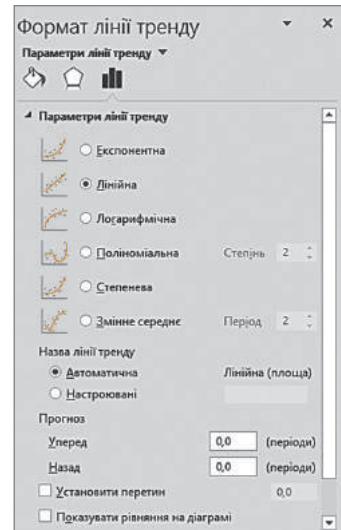 Формат лінії тренду
Параметри лінії тренду
Параметри лінії тренду
Експонентна
Лінійна
Логарифмічна
Поліноміальна Степінь 2
Степенева
Змінне середнє Період 2
Назва лінії тренду
Автоматична Лінійна (площа)
Настроювані
Прогноз
Уперед 0,0 (періоди)
Назад 0,0 (періоди)
Установити перетин 0,0
Показувати рівняння на діаграмі